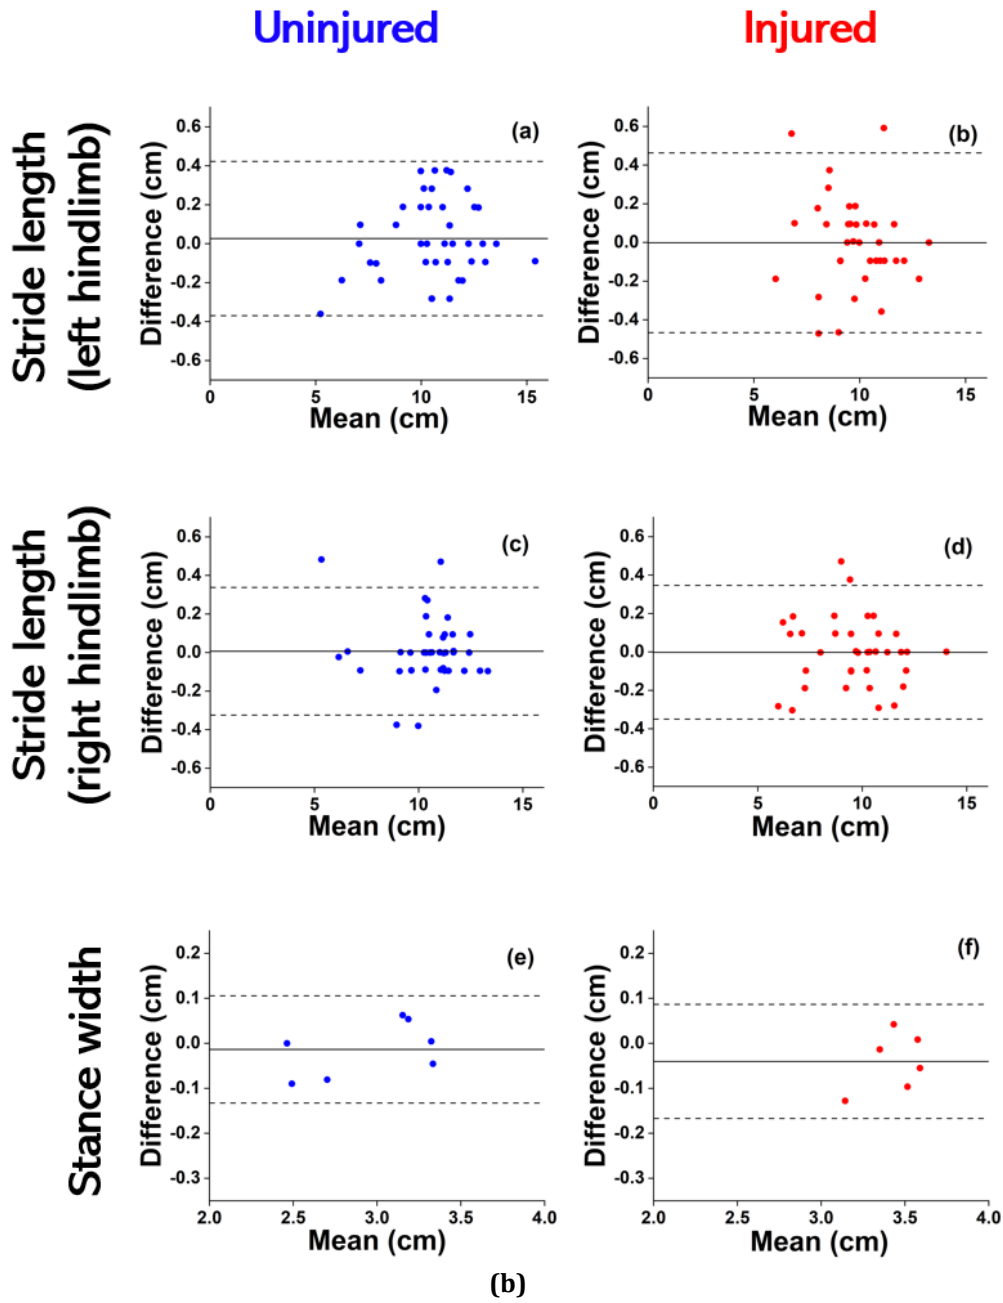 Uninjured
Injured
Stride length
(left hindlimb)
Difference (cm)
0.6
0.4
0.2
0.0
-0.2
-0.4
-0.6
(a)
0
5
10
15
Mean (cm)
Difference (cm)
0.6
0.4
0.2
0.0
-0.2
-0.4
-0.6
(b)
0
5
10
15
Mean (cm)
Stride length
(right hindlimb)
Difference (cm)
0.6
0.4
0.2
0.0
-0.2
-0.4
-0.6
(c)
0
5
10
15
Mean (cm)
Difference (cm)
0.6
0.4
0.2
0.0
-0.2
-0.4
-0.6
(d)
0
5
10
15
Mean (cm)
Stance width
Difference (cm)
0.2
0.1
0.0
-0.1
-0.2
-0.3
(e)
2.0
2.5
3.0
3.5
4.0
Mean (cm)
Difference (cm)
0.2
0.1
0.0
-0.1
-0.2
-0.3
(f)
2.0
2.5
3.0
3.5
4.0
Mean (cm)
(b)